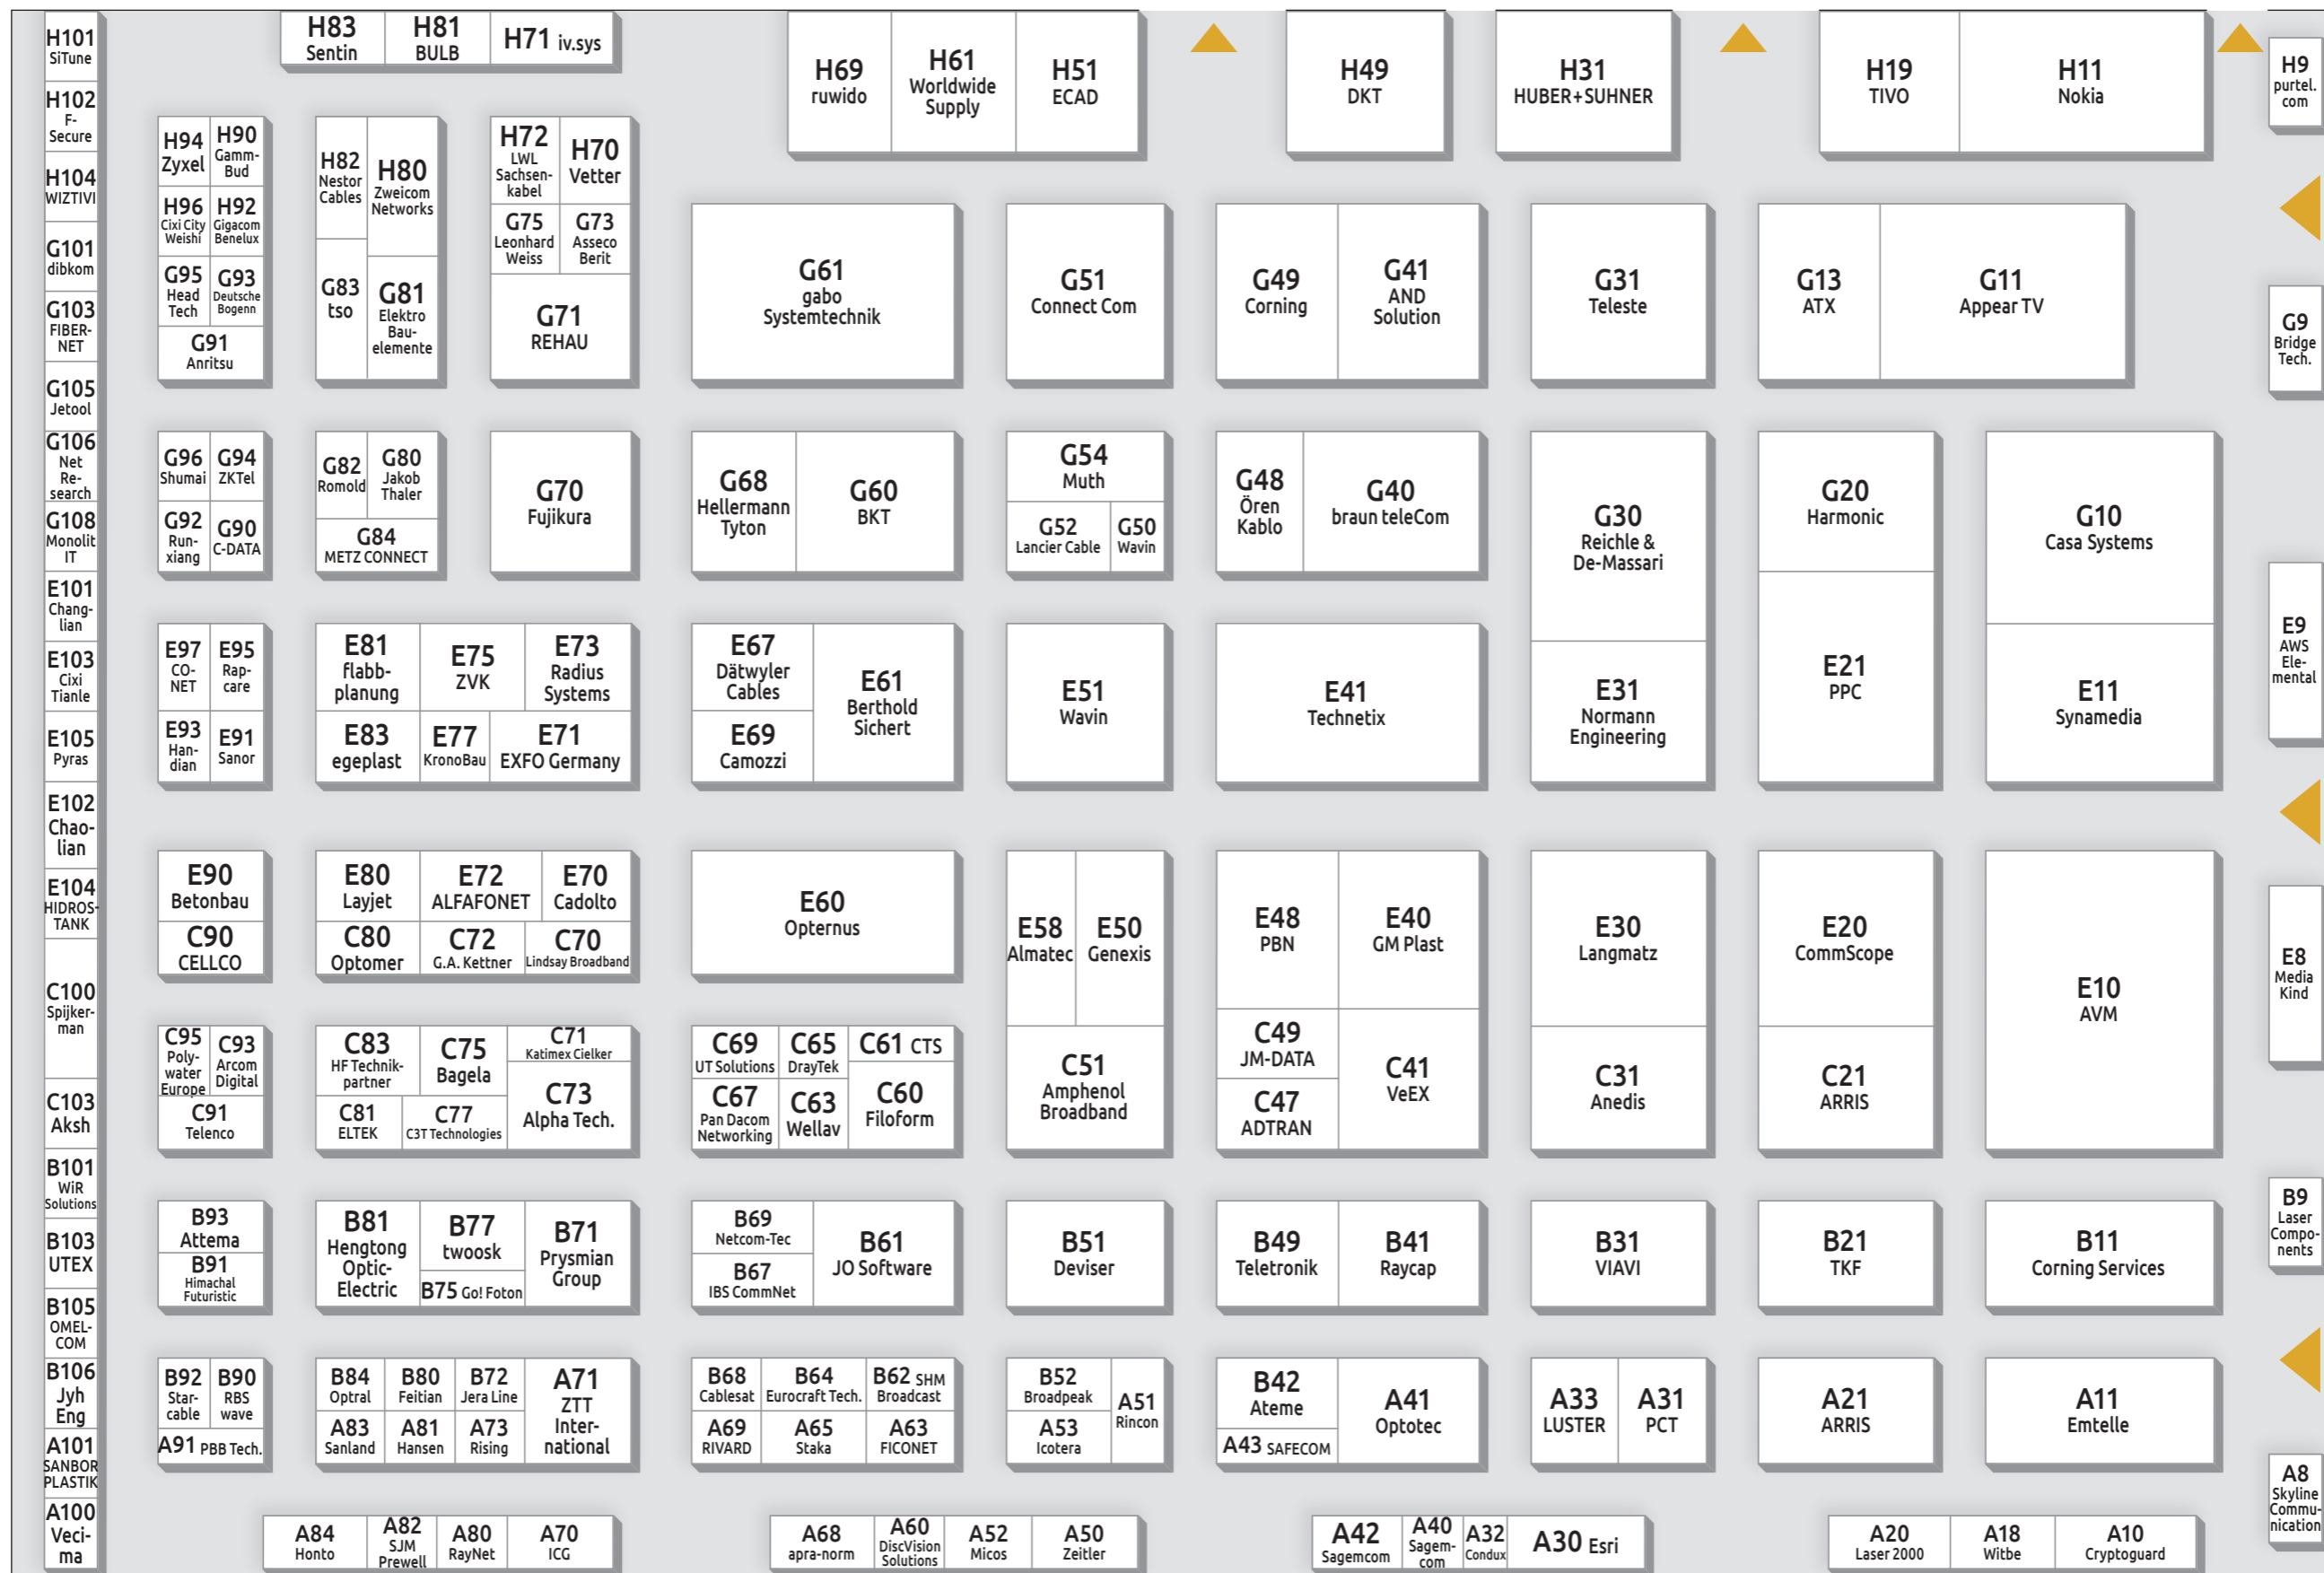 H101
SiTune
H102
F-
Secure
H104
WIZTIVI
G101
dibkom
G103
FIBER-
NET
G105
Jetool
G106
Net
Re-
search
G108
Monolit
IT
E101
Chang-
lian
E103
Cixi
Tianle
E105
Pyras
E102
Chao-
lian
E104
HIDROS-
TANK
C100
Spijker-
man
C103
Aksh
B101
WiR
Solutions
B103
UTEX
B105
OMEL-
COM
B106
Jyh
Eng
A101
SANBOR
PLASTIK
A100
Veci-
ma
H83
Sentin
H81
BULB
H71 iv.sys
H69
ruwido
H61
Worldwide
Supply
H51
ECAD
H49
DKT
H31
HUBER+SUHNER
H19
TIVO
H11
Nokia
H9
purtel.
com
H94
Zyxel
H90
Gamm-
Bud
H96
Cixi City
Weishi
H92
Gigacom
Benelux
G95
Head
Tech
G93
Deutsche
Bogenn
G91
Anritsu
H82
Nestor
Cables
H80
Zweicom
Networks
G83
tso
G81
Elektro
Bau-
elemente
H72
LWL
Sachsen-
kabel
H70
Vetter
G75
Leonhard
Weiss
G73
Asseco
Berit
G71
REHAU
G61
gabo
Systemtechnik
G51
Connect Com
G49
Corning
G41
AND
Solution
G31
Teleste
G13
ATX
G11
Appear TV
G9
Bridge
Tech.
G96
Shumai
G94
ZKTel
G92
Run-
xiang
G90
C-DATA
G82
Romold
G80
Jakob
Thaler
G84
METZ CONNECT
G70
Fujikura
G68
Hellermann
Tyton
G60
BKT
G54
Muth
G52
Lancier Cable
G50
Wavin
G48
Ören
Kablo
G40
braun teleCom
G30
Reichle &
De-Massari
G20
Harmonic
G10
Casa Systems
E97
CO-
NET
E95
Rap-
care
E93
Han-
dian
E91
Sanor
E81
flabb-
planung
E75
ZVK
E73
Radius
Systems
E83
egeplast
E77
KronoBau
E71
EXFO Germany
E67
Dätwyler
Cables
E69
Camozzi
E61
Berthold
Sichert
E51
Wavin
E41
Technetix
E31
Normann
Engineering
E21
PPC
E11
Synamedia
E9
AWS
Ele-
mental
E90
Betonbau
C90
CELLCO
E80
Layjet
E72
ALFAFONET
E70
Cadolto
C80
Optomer
C72
G.A. Kettner
C70
Lindsay Broadband
E60
Opternus
E58
Almatec
E50
Genexis
E48
PBN
E40
GM Plast
E30
Langmatz
E20
CommScope
E10
AVM
E8
Media
Kind
C95
Poly-
water
Europe
C93
Arcom
Digital
C91
Telenco
C83
HF Technik-
partner
C75
Bagela
C71
Katimex Cielker
C73
Alpha Tech.
C81
ELTEK
C77
C3T Technologies
C69
UT Solutions
C65
DrayTek
C61 CTS
C67
Pan Dacom
Networking
C63
Wellav
C60
Filoform
C51
Amphenol
Broadband
C49
JM-DATA
C47
ADTRAN
C41
VeEX
C31
Anedis
C21
ARRIS
B93
Attema
B91
Himachal
Futuristic
B81
Hengtong
Optic-
Electric
B77
twoosk
B75 Go! Foton
B71
Prysmian
Group
B69
Netcom-Tec
B67
IBS CommNet
B61
JO Software
B51
Deviser
B49
Teletronik
B41
Raycap
B31
VIAVI
B21
TKF
B11
Corning Services
B9
Laser
Compo-
nents
B92
Star-
cable
B90
RBS
wave
A91 PBB Tech.
B84
Optral
B80
Feitian
B72
Jera Line
A71
ZTT
Inter-
national
A83
Sanland
A81
Hansen
A73
Rising
B68
Cablesat
B64
Eurocraft Tech.
B62 SHM
Broadcast
A69
RIVARD
A65
Staka
A63
FICONET
B52
Broadpeak
A53
Icotera
A51
Rincon
B42
Ateme
A43 SAFECOM
A41
Optotec
A33
LUSTER
A31
PCT
A21
ARRIS
A11
Emtelle
A8
Skyline
Commu-
nication
A84
Honto
A82
SJM
Prewell
A80
RayNet
A70
ICG
A68
apra-norm
A60
DiscVision
Solutions
A52
Micos
A50
Zeitler
A42
Sagemcom
A40
Sagem-
com
A32
Condux
A30 Esri
A20
Laser 2000
A18
Witbe
A10
Cryptoguard